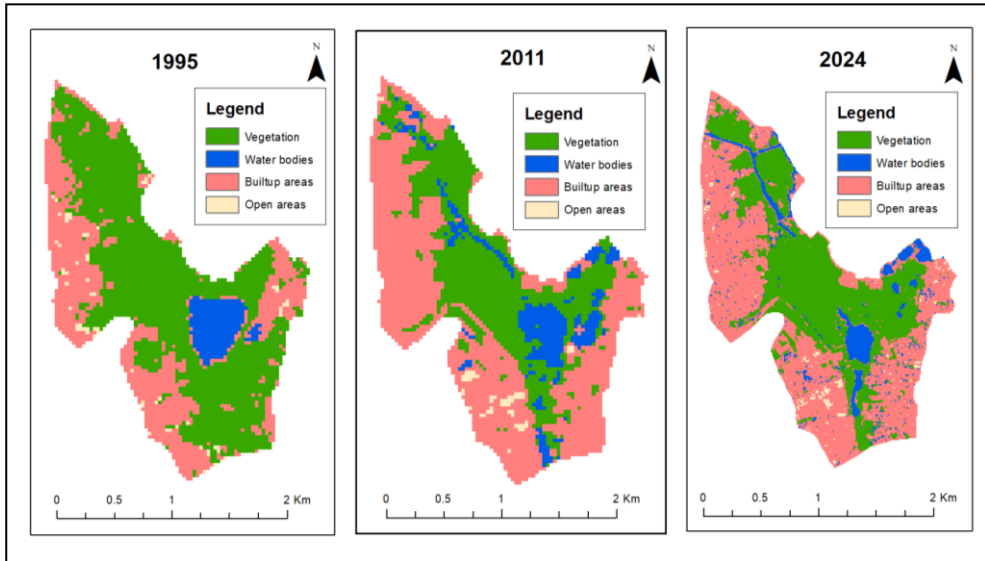 1995
N
Legend
Vegetation
Water bodies
Builtup areas
Open areas
0 0.5 1 2 Km
2011
N
Legend
Vegetation
Water bodies
Builtup areas
Open areas
0 0.5 1 2 Km
2024
N
Legend
Vegetation
Water bodies
Builtup areas
Open areas
0 0.5 1 2 Km